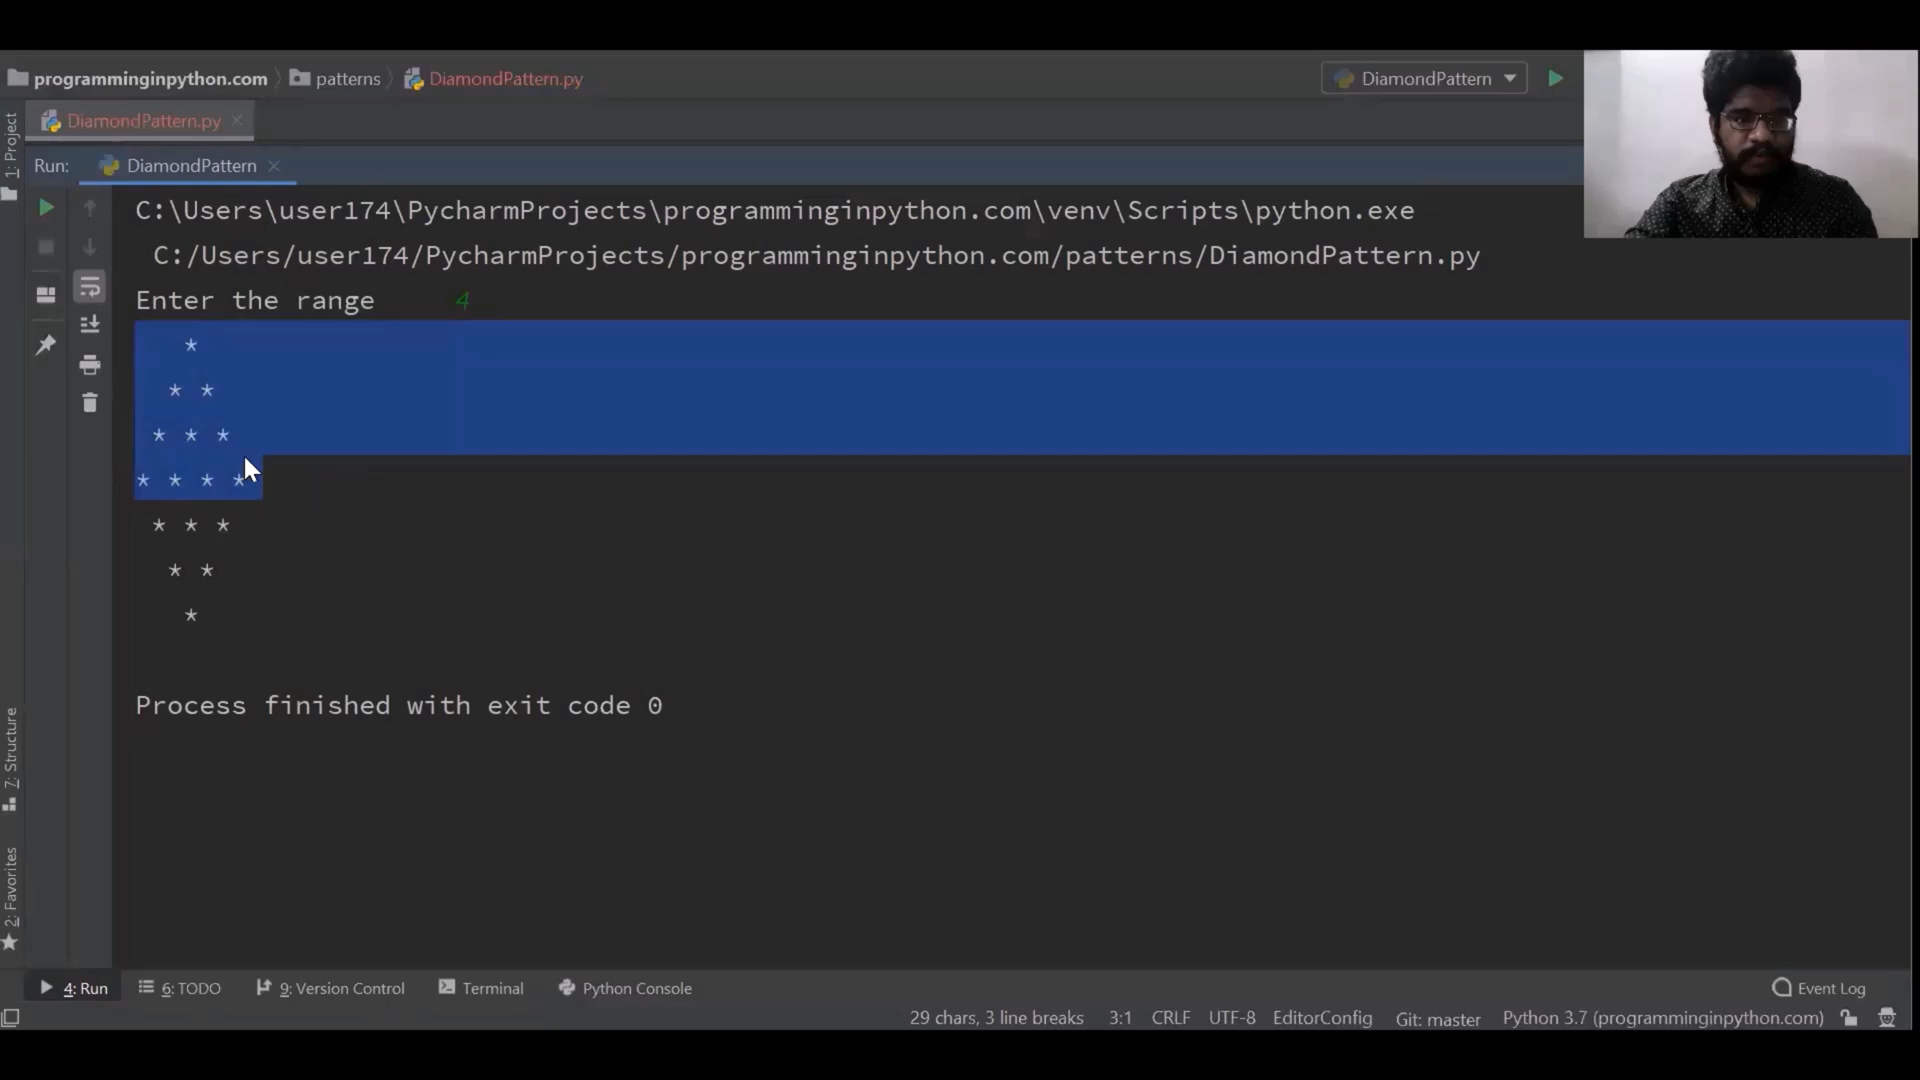 programminginpython.com patterns DiamondPattern.py
DiamondPattern
DiamondPattern.py
1: Project
Run: DiamondPattern
C:\Users\user174\PycharmProjects\programminginpython.com\venv\Scripts\python.exe
C:/Users/user174/PycharmProjects/programminginpython.com/patterns/DiamondPattern.py
Enter the range 4
*
* *
* * *
* * * *
* * *
* *
*
Process finished with exit code 0
7: Structure
2: Favorites
4: Run 6: TODO 9: Version Control Terminal Python Console Event Log
29 chars, 3 line breaks 3:1 CRLF UTF-8 EditorConfig Git: master Python 3.7 (programminginpython.com)